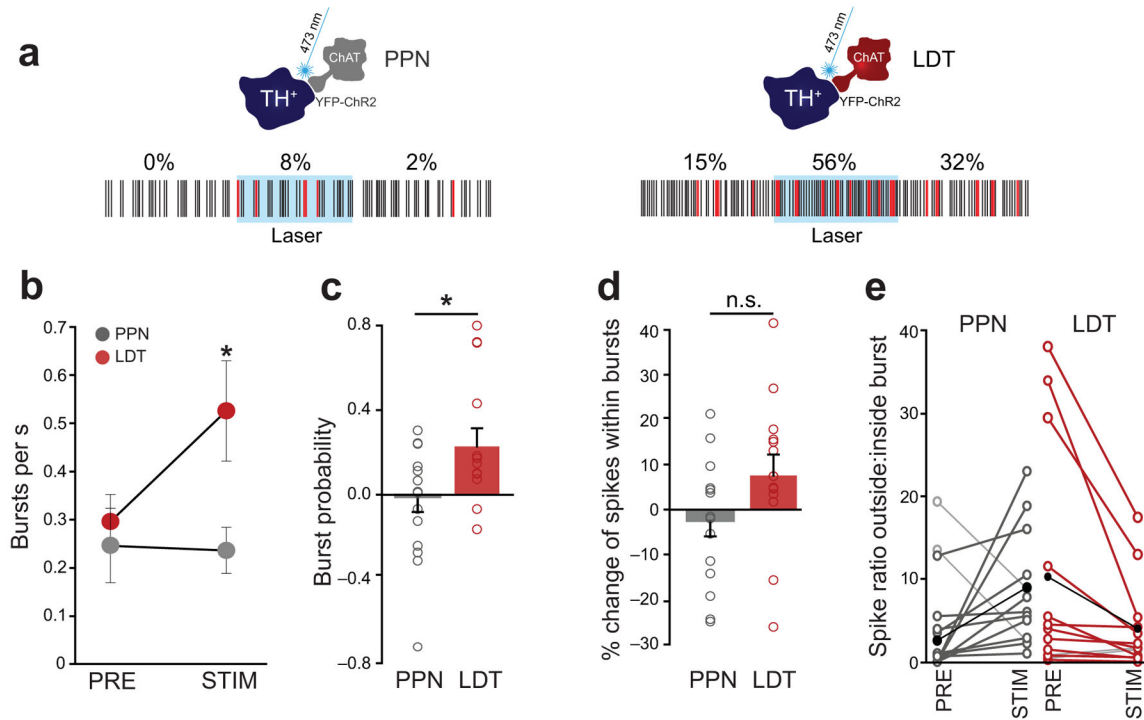 a
473 nm
ChAT
PPN
TH+
YFP-ChR2
0% 8% 2%
Laser
473 nm
ChAT
LDT
TH+
YFP-ChR2
15% 56% 32%
Laser
b
Bursts per s
0.7
0.6
0.5
0.4
0.3
0.2
0.1
0
PPN
LDT
*
PRE STIM
c
Burst probability
0.8
0.4
0.0
−0.4
−0.8
*
PPN LDT
d
% change of spikes within bursts
40
30
20
10
0
−10
−20
−30
n.s.
PPN LDT
e
PPN LDT
Spike ratio outside:inside burst
40
30
20
10
0
PRE
STIM
PRE
STIM